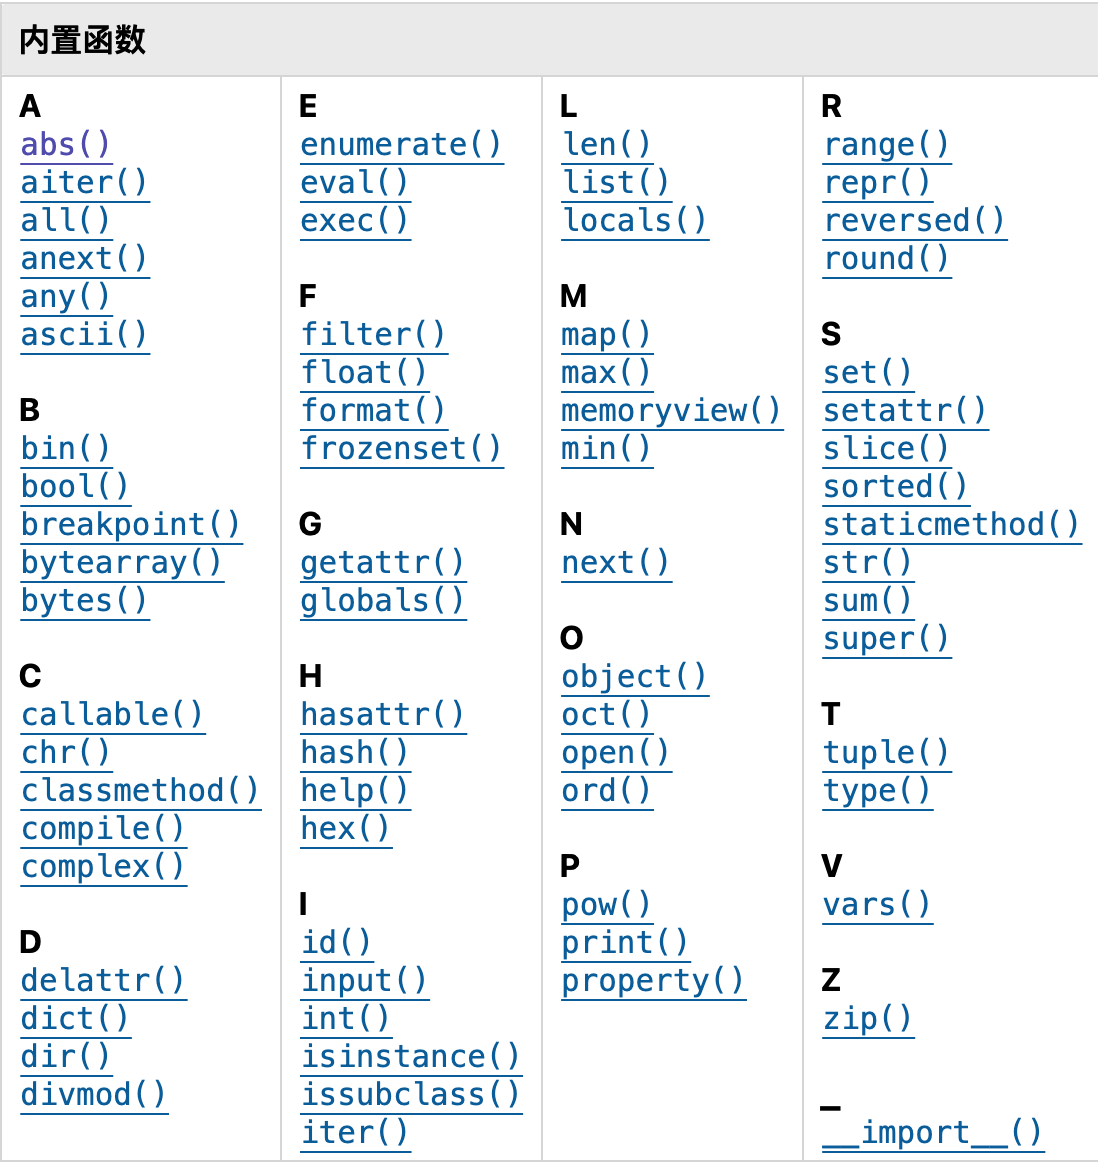 内置函数
A
abs()
aiter()
all()
anext()
any()
ascii()
B
bin()
bool()
breakpoint()
bytearray()
bytes()
C
callable()
chr()
classmethod()
compile()
complex()
D
delattr()
dict()
dir()
divmod()
E
enumerate()
eval()
exec()
F
filter()
float()
format()
frozenset()
G
getattr()
globals()
H
hasattr()
hash()
help()
hex()
I
id()
input()
int()
isinstance()
issubclass()
iter()
L
len()
list()
locals()
M
map()
max()
memoryview()
min()
N
next()
O
object()
oct()
open()
ord()
P
pow()
print()
property()
R
range()
repr()
reversed()
round()
S
set()
setattr()
slice()
sorted()
staticmethod()
str()
sum()
super()
T
tuple()
type()
V
vars()
Z
zip()
_
__import__()